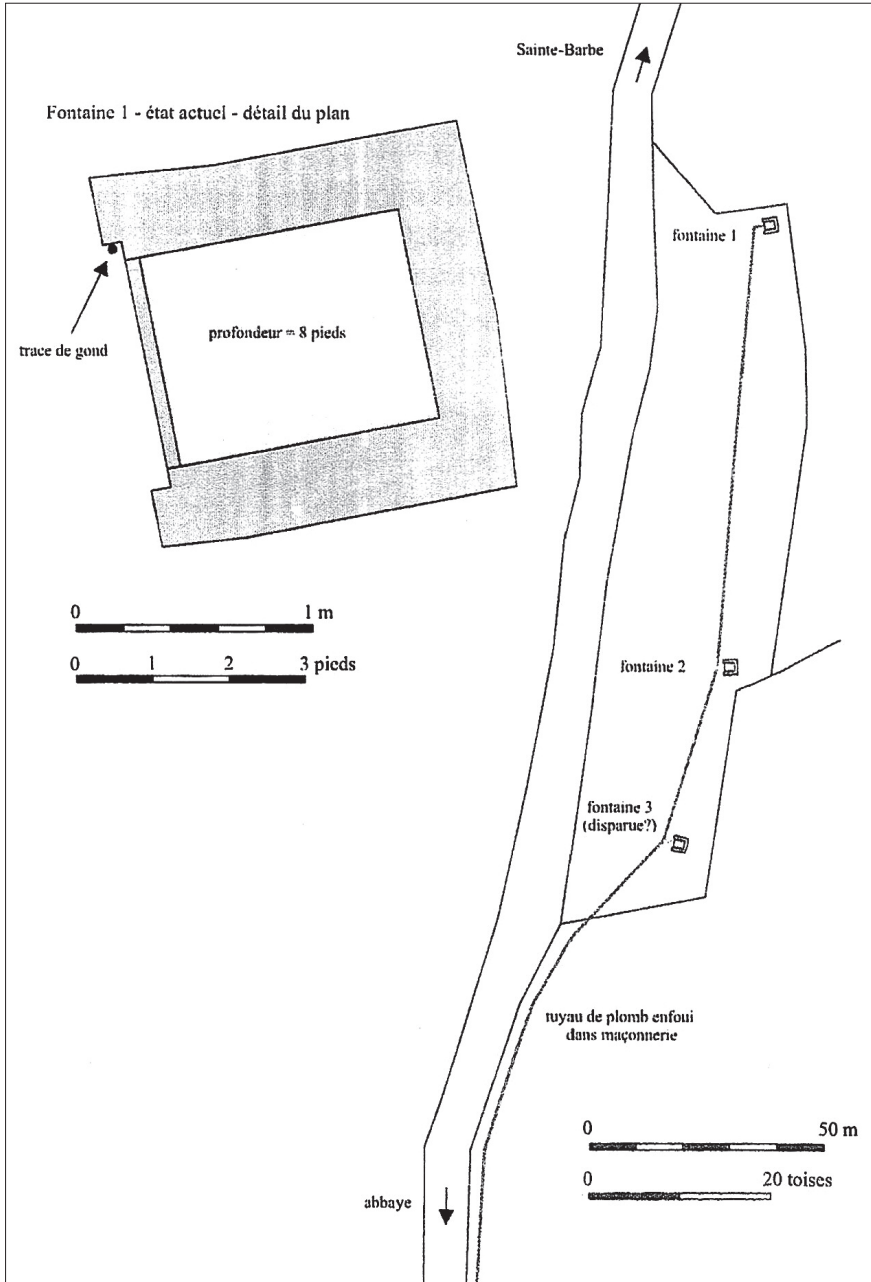 Sainte-Barbe
Fontaine 1 - état actuel - détail du plan
fontaine 1
trace de gond
profondeur = 8 pieds
0 1 m
0 1 2 3 pieds
fontaine 2
fontaine 3
(disparue?)
tuyau de plomb enfoui
dans maçonnerie
0 50 m
0 20 toises
abbaye